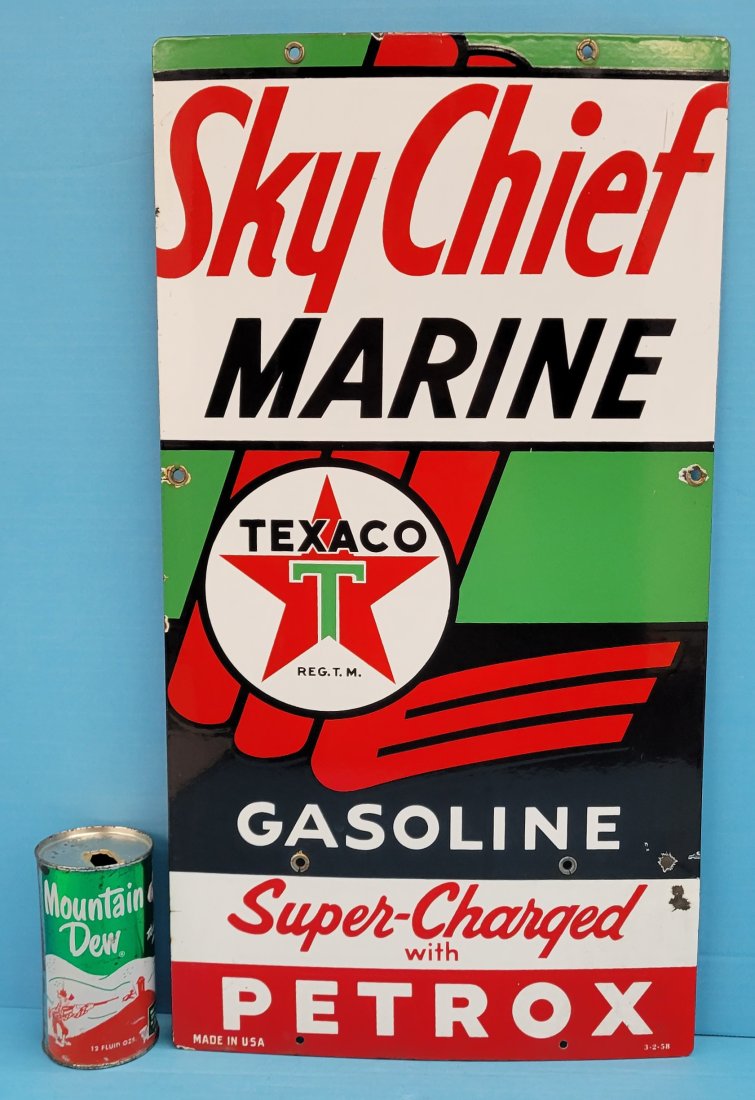 Sky Chief
MARINE
TEXACO
T
REG. T. M.
GASOLINE
Super-Charged
with
PETROX
MADE IN USA
3-2-58
Mountain
Dew
12 FLUID OZS.